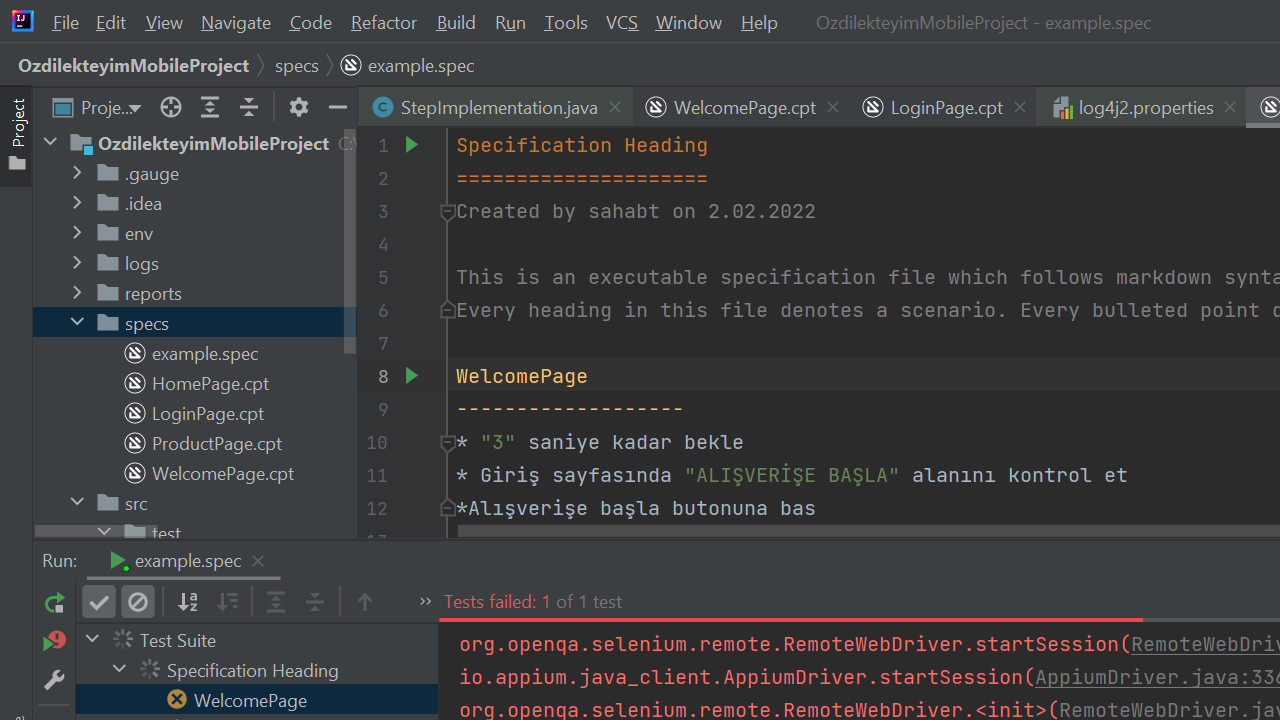 File Edit View Navigate Code Refactor Build Run Tools VCS Window Help OzdilekteyimMobileProject - example.spec
OzdilekteyimMobileProject specs example.spec
Project
Proje...
StepImplementation.java WelcomePage.cpt LoginPage.cpt log4j2.properties
OzdilekteyimMobileProject
.gauge
.idea
env
logs
reports
specs
example.spec
HomePage.cpt
LoginPage.cpt
ProductPage.cpt
WelcomePage.cpt
src
test
1 Specification Heading
2 =====================
3 Created by sahabt on 2.02.2022
4
5 This is an executable specification file which follows markdown synta
6 Every heading in this file denotes a scenario. Every bulleted point
7
8 WelcomePage
9 -------------------
10 * "3" saniye kadar bekle
11 * Giriş sayfasında "ALIŞVERİŞE BAŞLA" alanını kontrol et
12 *Alışverişe başla butonuna bas
Run: example.spec
Tests failed: 1 of 1 test
Test Suite
Specification Heading
WelcomePage
org.openqa.selenium.remote.RemoteWebDriver.startSession(RemoteWebDriv
io.appium.java_client.AppiumDriver.startSession(AppiumDriver.java:336
org.openqa.selenium.remote.RemoteWebDriver.<init>(RemoteWebDriver.jav